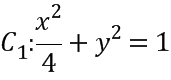 C₁: x²/4 + y² = 1